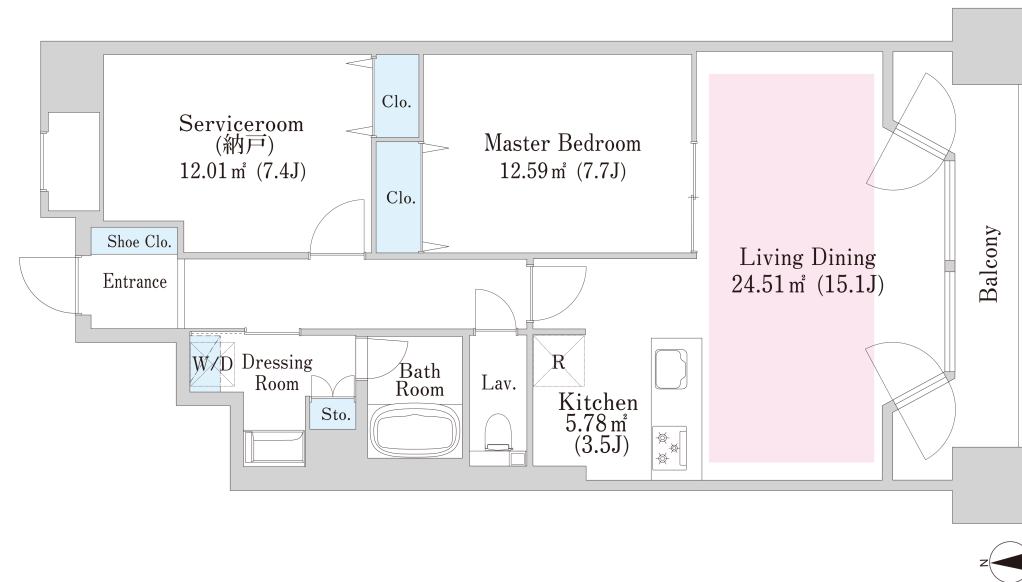 Serviceroom
(納戸)
12.01㎡ (7.4J)
Clo.
Clo.
Master Bedroom
12.59㎡ (7.7J)
Shoe Clo.
Entrance
Living Dining
24.51㎡ (15.1J)
Balcony
W/D
Dressing
Room
Sto.
Bath
Room
Lav.
R
Kitchen
5.78㎡
(3.5J)
N